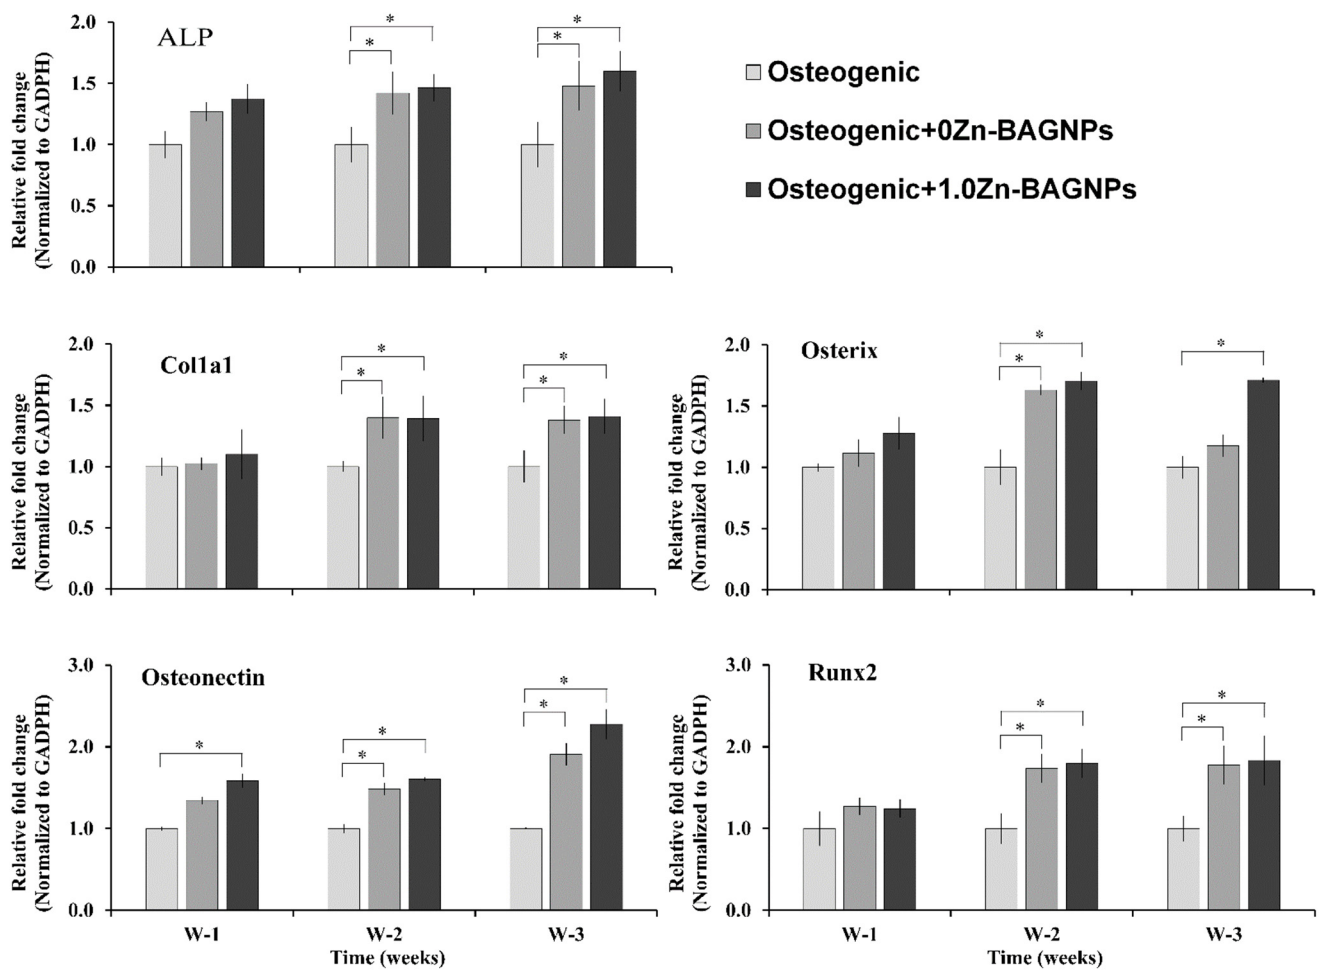 ALP
Relative fold change
(Normalized to GADPH)
2.0
1.5
1.0
0.5
0.0
*
*
*
*
Osteogenic
Osteogenic+0Zn-BAGNPs
Osteogenic+1.0Zn-BAGNPs
Col1a1
Relative fold change
(Normalized to GADPH)
2.0
1.5
1.0
0.5
0.0
*
*
*
*
Osterix
Relative fold change
(Normalized to GADPH)
2.0
1.5
1.0
0.5
0.0
*
*
*
Osteonectin
Relative fold change
(Normalized to GADPH)
3.0
2.0
1.0
0.0
*
*
*
*
*
W-1 W-2 W-3
Time (weeks)
Runx2
Relative fold change
(Normalized to GADPH)
3.0
2.0
1.0
0.0
*
*
*
*
W-1 W-2 W-3
Time (weeks)